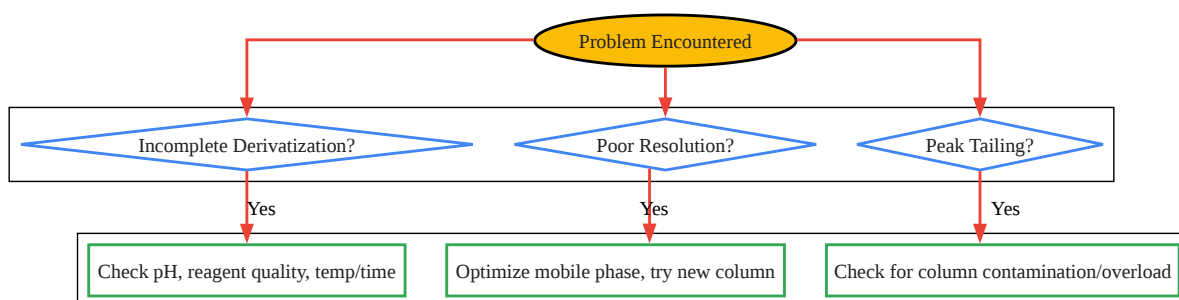 Problem Encountered
Incomplete Derivatization?
Poor Resolution?
Peak Tailing?
Yes
Yes
Yes
Check pH, reagent quality, temp/time
Optimize mobile phase, try new column
Check for column contamination/overload